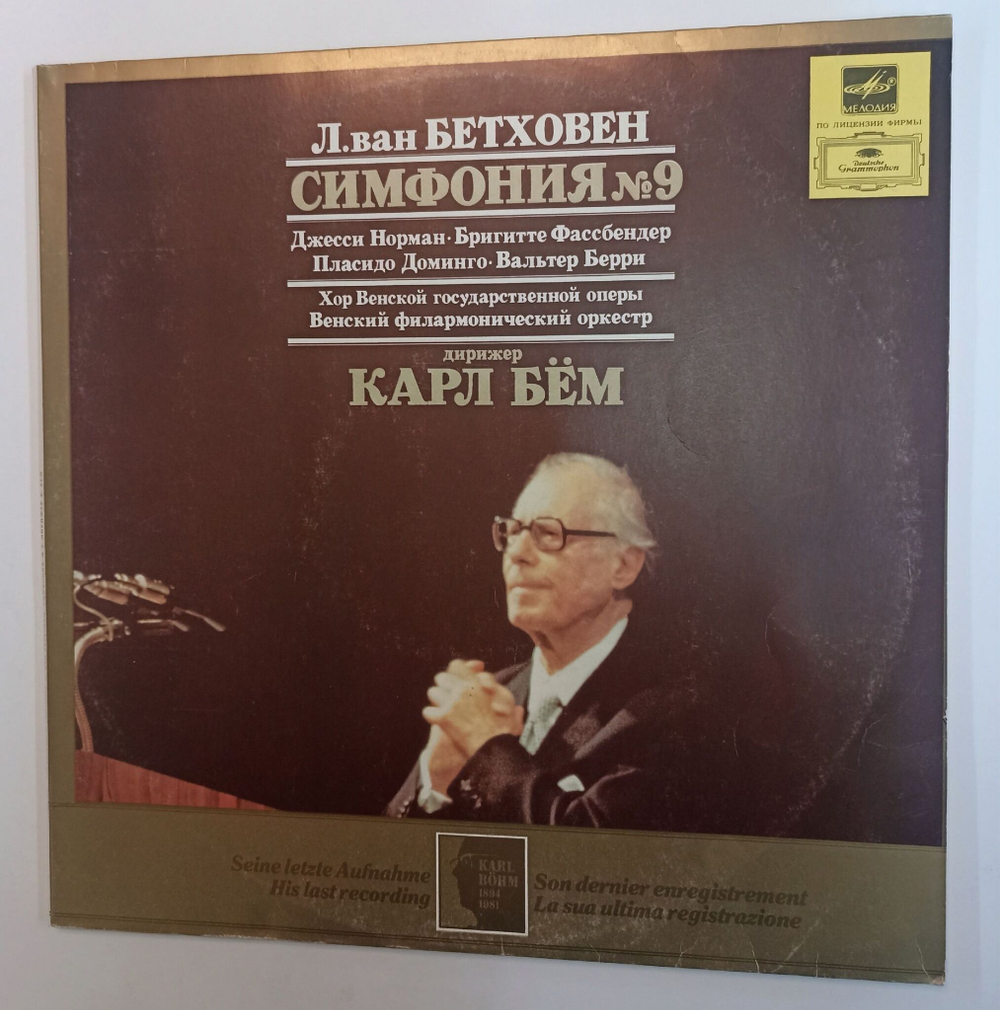 Л.ван БЕТХОВЕН
СИМФОНИЯ №9
Джесси Норман · Бригитте Фассбендер
Пласидо Доминго · Вальтер Берри
Хор Венской государственной оперы
Венский филармонический оркестр
дирижер
КАРЛ БЁМ
МЕЛОДИЯ
ПО ЛИЦЕНЗИИ ФИРМЫ
Deutsche
Grammophon
Seine letzte Aufnahme
His last recording
KARL
BÖHM
1894
1981
Son dernier enregistrement
La sua ultima registrazione